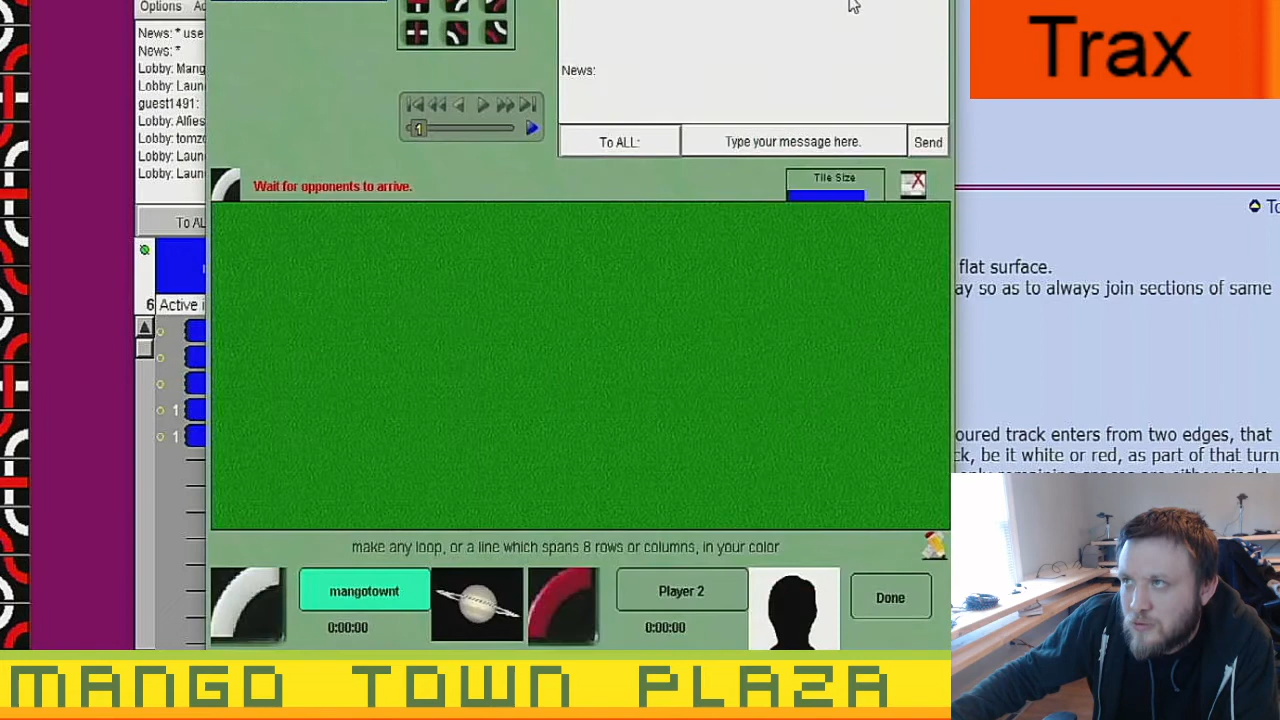 Options
News: * use
News: *
Lobby: Mang
Lobby: Laun
guest1491:
Lobby: Alfies
Lobby: tomzo
Lobby: Laun
Lobby: Laun
To AL
6 Active i
1
1
News:
1
To ALL:
Type your message here.
Send
Wait for opponents to arrive.
Tile Size
make any loop, or a line which spans 8 rows or columns, in your color
mangotownt
0:00:00
Player 2
0:00:00
Done
Trax
To
flat surface.
ay so as to always join sections of same
oured track enters from two edges, that
ck, be it white or red, as part of that turn
MANGO TOWN PLAZA